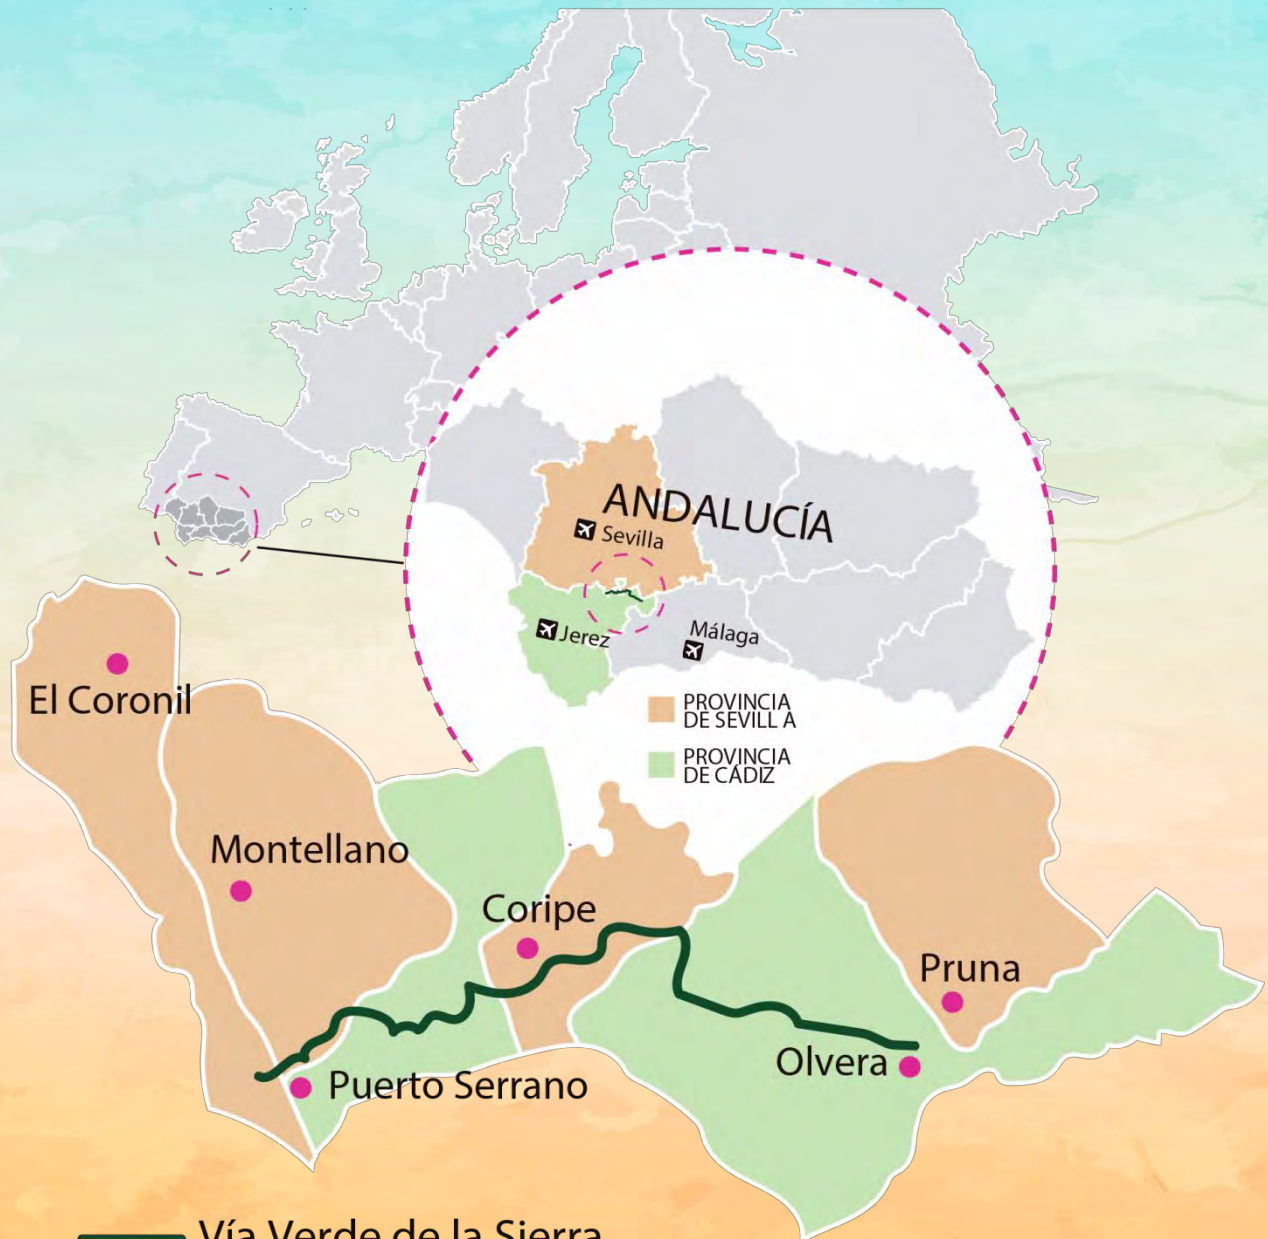 ANDALUCÍA
Sevilla
Jerez
Málaga
PROVINCIA
DE SEVILL A
PROVINCIA
DE CÁDIZ
El Coronil
Montellano
Coripe
Pruna
Olvera
Puerto Serrano
Vía Verde de la Sierra